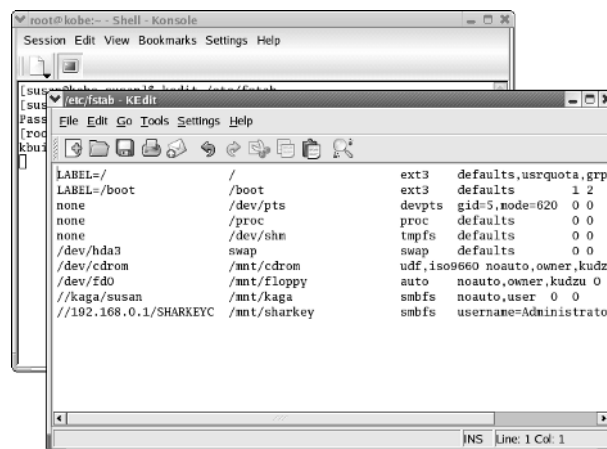 root@kobe:~ - Shell - Konsole
Session Edit View Bookmarks Settings Help
[sus
Pass
[roo
kbui
/etc/fstab - KEdit
File Edit Go Tools Settings Help
LABEL=/ / ext3 defaults,usrquota,grp
LABEL=/boot /boot ext3 defaults 1 2
none /dev/pts devpts gid=5,mode=620 0 0
none /proc proc defaults 0 0
none /dev/shm tmpfs defaults 0 0
/dev/hda3 swap swap defaults 0 0
/dev/cdrom /mnt/cdrom udf,iso9660 noauto,owner,kudz
/dev/fd0 /mnt/floppy auto noauto,owner,kudzu 0
//kaga/susan /mnt/kaga smbfs noauto,user 0 0
//192.168.0.1/SHARKEYC /mnt/sharkey smbfs username=Administrato
INS Line: 1 Col: 1